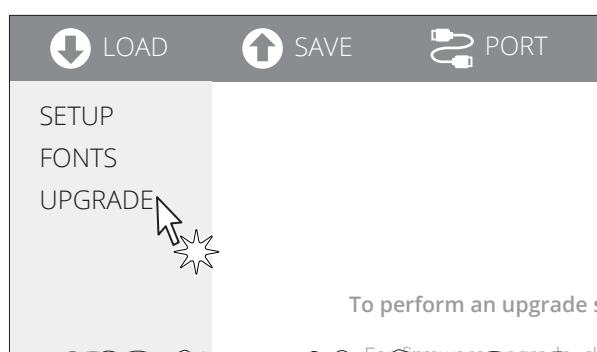 LOAD SAVE PORT
SETUP
FONTS
UPGRADE
To perform an upgrade s